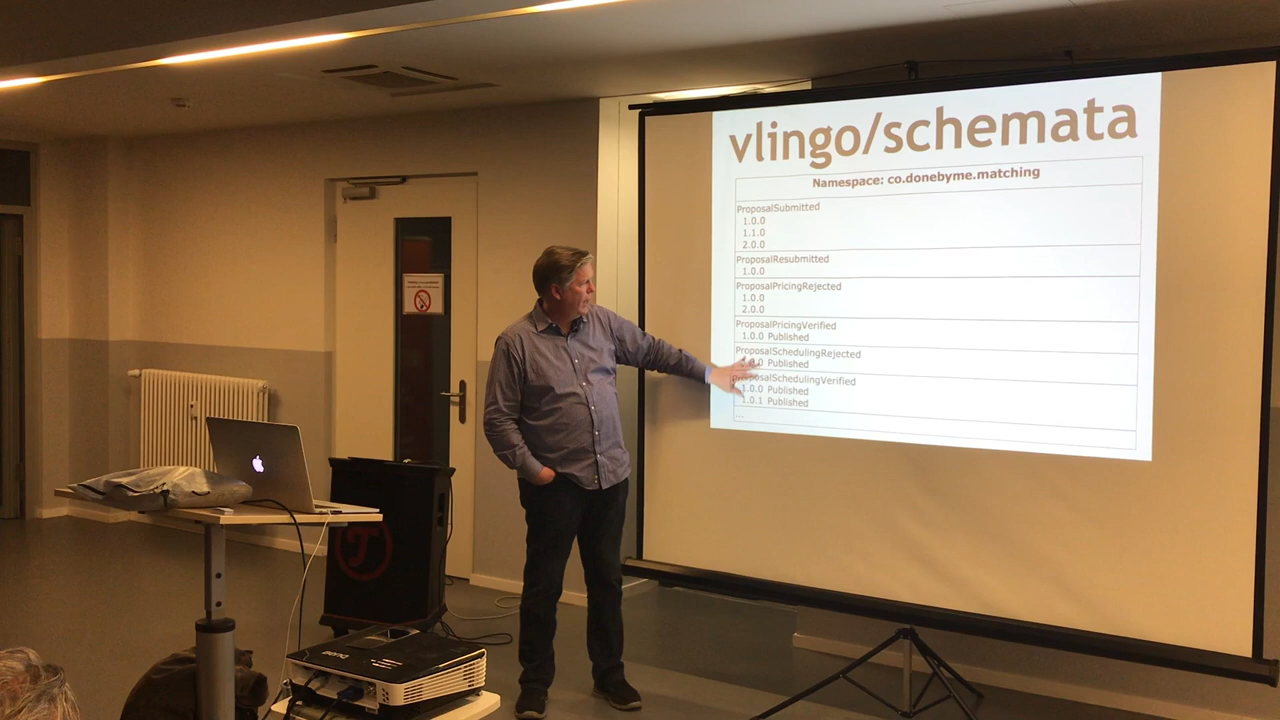 vlingo/schemata
Namespace: co.donebyme.matching
ProposalSubmitted
1.0.0
1.1.0
2.0.0
ProposalResubmitted
1.0.0
ProposalPricingRejected
1.0.0
2.0.0
ProposalPricingVerified
1.0.0 Published
ProposalSchedulingRejected
Published
ProposalSchedulingVerified
1.0.0 Published
1.0.1 Published
...
BenQ